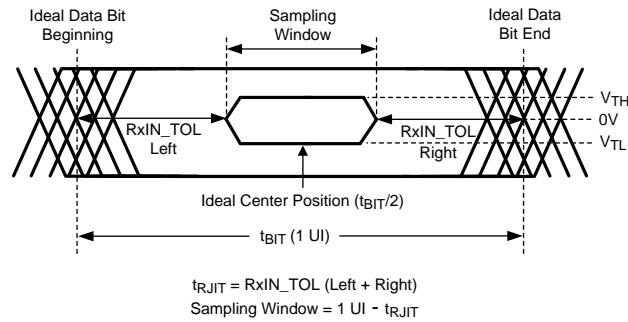 Ideal Data Bit
Beginning
Sampling
Window
Ideal Data
Bit End
V_TH
0V
V_TL
RxIN_TOL
Left
RxIN_TOL
Right
Ideal Center Position (t_BIT/2)
t_BIT (1 UI)
t_RJIT = RxIN_TOL (Left + Right)
Sampling Window = 1 UI - t_RJIT